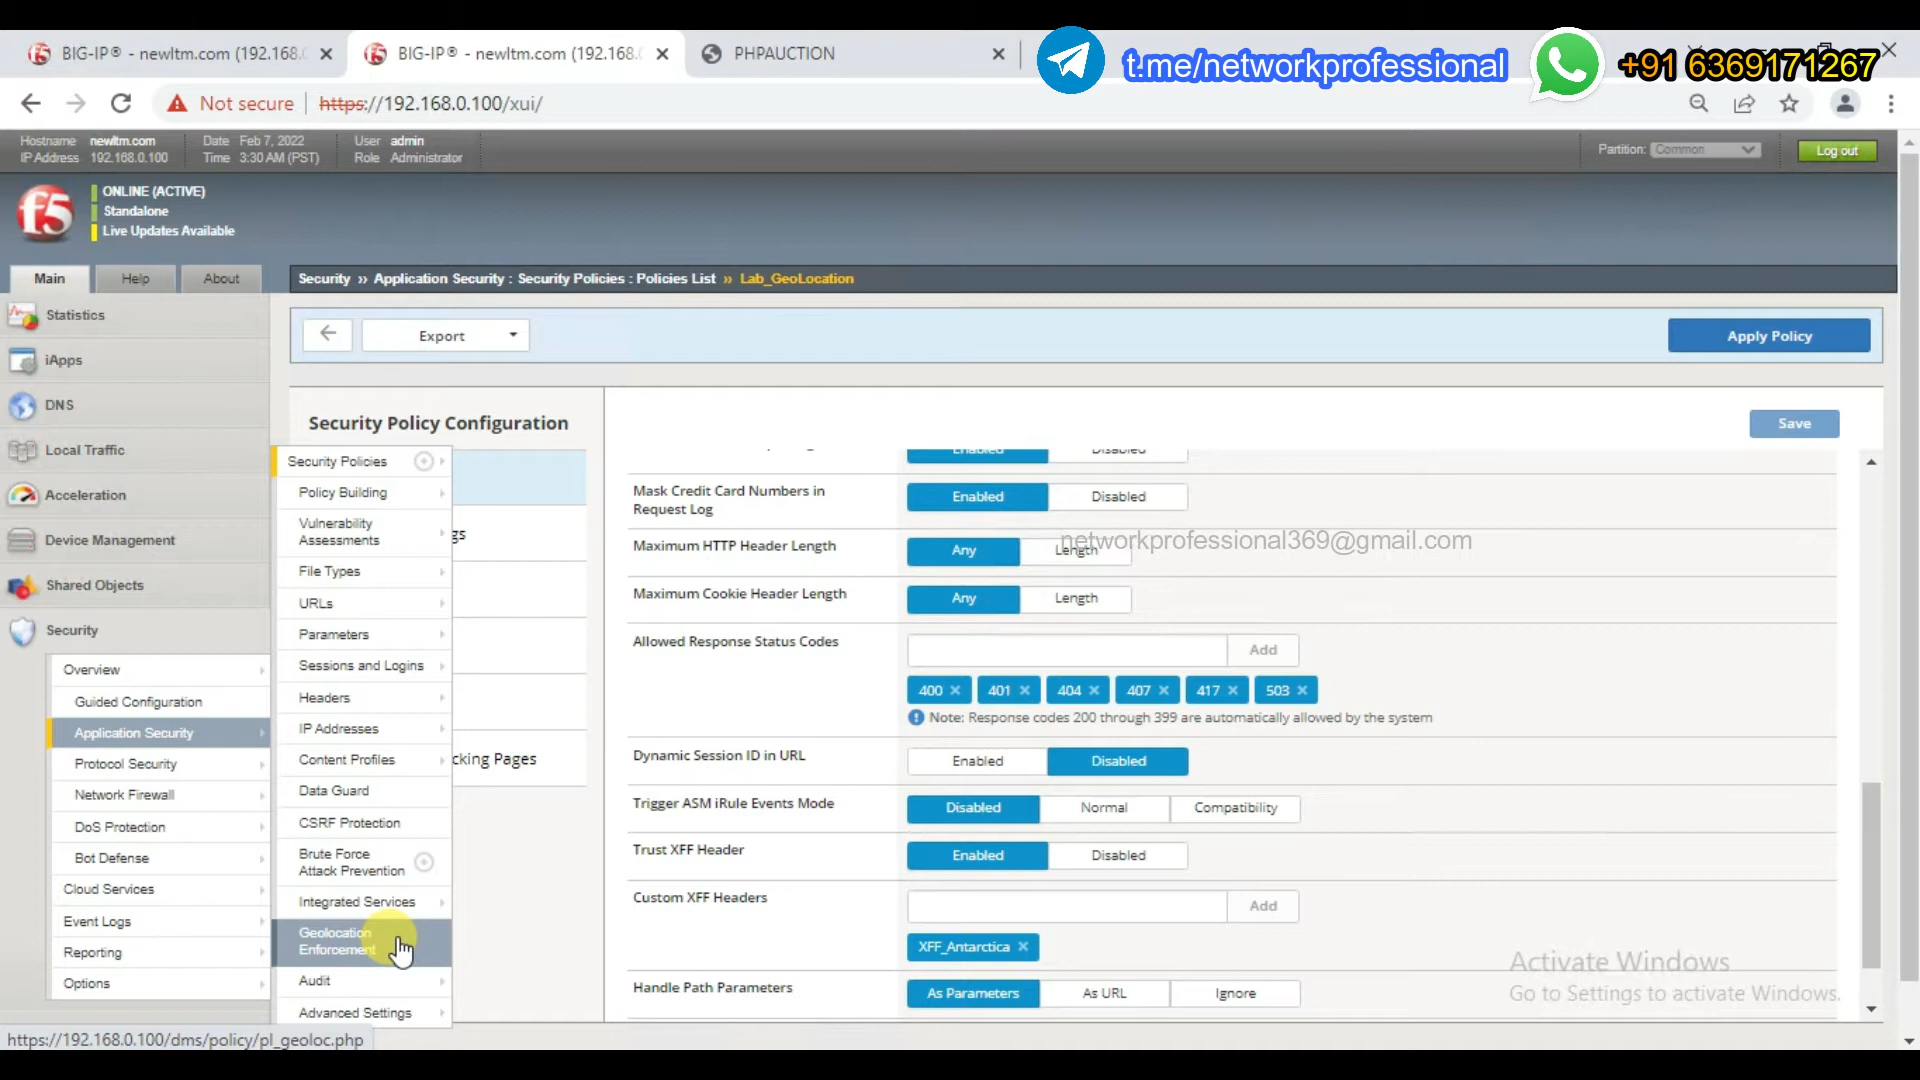 BIG-IP® - newltm.com (192.168.
BIG-IP® - newltm.com (192.168.
PHPAUCTION
t.me/networkprofessional
+91 6369171267
Not secure
https://192.168.0.100/xui/
Hostname newltm.com
IP Address 192.168.0.100
Date Feb 7, 2022
Time 3:30 AM (PST)
User admin
Role Administrator
Partition: Common
Log out
f5
ONLINE (ACTIVE)
Standalone
Live Updates Available
Main
Help
About
Security ›› Application Security : Security Policies : Policies List ›› Lab_GeoLocation
Statistics
iApps
DNS
Local Traffic
Acceleration
Device Management
Shared Objects
Security
Overview
Guided Configuration
Application Security
Protocol Security
Network Firewall
DoS Protection
Bot Defense
Cloud Services
Event Logs
Reporting
Options
Export
Apply Policy
Security Policy Configuration
Save
Security Policies
Policy Building
Vulnerability
Assessments
File Types
URLs
Parameters
Sessions and Logins
Headers
IP Addresses
Content Profiles
Data Guard
CSRF Protection
Brute Force
Attack Prevention
Integrated Services
Geolocation
Enforcement
Audit
Advanced Settings
gs
cking Pages
Enabled Disabled
Mask Credit Card Numbers in
Request Log
Enabled Disabled
Maximum HTTP Header Length
Any Length
networkprofessional369@gmail.com
Maximum Cookie Header Length
Any Length
Allowed Response Status Codes
Add
400 401 404 407 417 503
Note: Response codes 200 through 399 are automatically allowed by the system
Dynamic Session ID in URL
Enabled Disabled
Trigger ASM iRule Events Mode
Disabled Normal Compatibility
Trust XFF Header
Enabled Disabled
Custom XFF Headers
Add
XFF_Antarctica
Handle Path Parameters
As Parameters As URL Ignore
Activate Windows
Go to Settings to activate Windows.
https://192.168.0.100/dms/policy/pl_geoloc.php